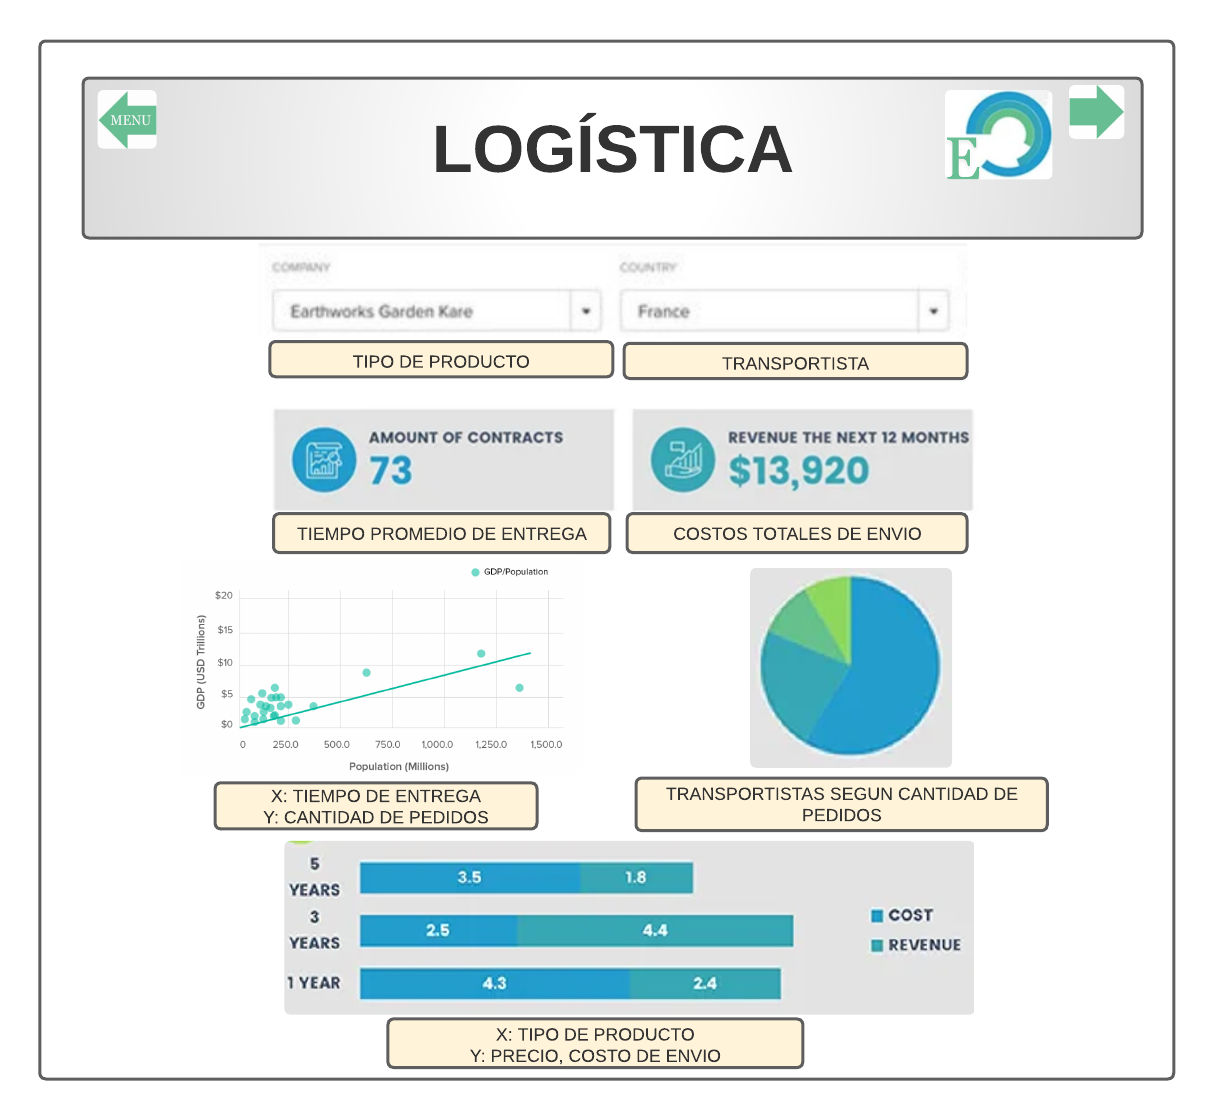 MENU
LOGÍSTICA
E
COMPANY
COUNTRY
Earthworks Garden Kare
France
TIPO DE PRODUCTO
TRANSPORTISTA
AMOUNT OF CONTRACTS
73
REVENUE THE NEXT 12 MONTHS
$13,920
TIEMPO PROMEDIO DE ENTREGA
COSTOS TOTALES DE ENVIO
GDP/Population
GDP (USD Trillions)
$20
$15
$10
$5
$0
0 250.0 500.0 750.0 1,000.0 1,250.0 1,500.0
Population (Millions)
X: TIEMPO DE ENTREGA
Y: CANTIDAD DE PEDIDOS
TRANSPORTISTAS SEGUN CANTIDAD DE
PEDIDOS
5
YEARS
3.5 1.8
3
YEARS
2.5 4.4
1 YEAR
4.3 2.4
COST
REVENUE
X: TIPO DE PRODUCTO
Y: PRECIO, COSTO DE ENVIO